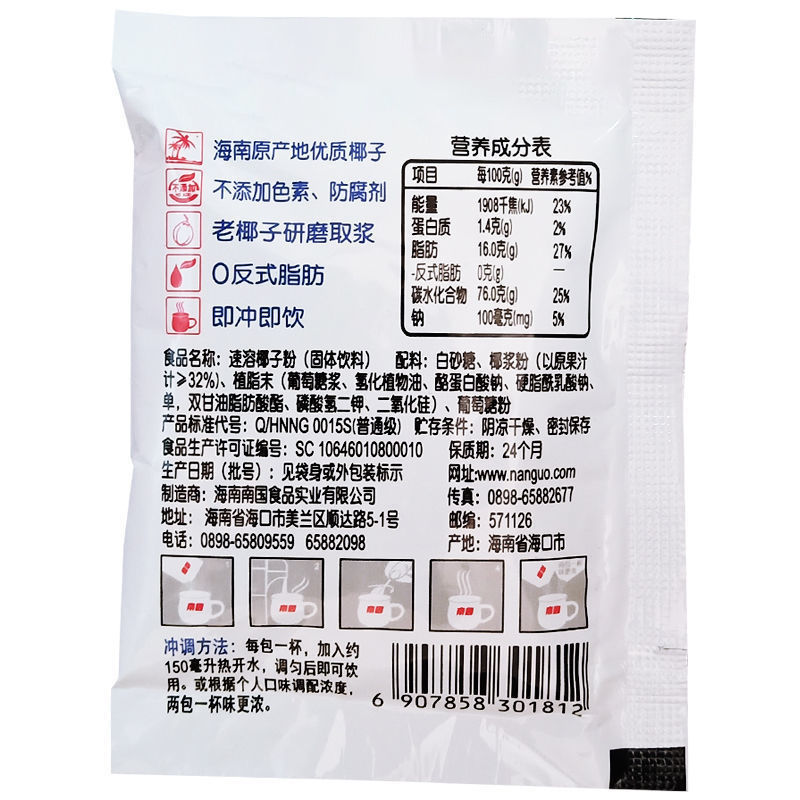 海南原产地优质椰子
不添加
不添加色素、防腐剂
老椰子研磨取浆
0反式脂肪
即冲即饮
营养成分表
项目 每100克(g) 营养素参考值%
能量 1908千焦(kJ) 23%
蛋白质 1.4克(g) 2%
脂肪 16.0克(g) 27%
-反式脂肪 0克(g) —
碳水化合物 76.0克(g) 25%
钠 100毫克(mg) 5%
食品名称：速溶椰子粉（固体饮料） 配料：白砂糖、椰浆粉（以原果汁
计≥32%）、植脂末（葡萄糖浆、氢化植物油、酪蛋白酸钠、硬脂酰乳酸钠、
单，双甘油脂肪酸酯、磷酸氢二钾、二氧化硅）、葡萄糖粉
产品标准代号：Q/HNNG 0015S(普通级) 贮存条件：阴凉干燥、密封保存
食品生产许可证编号：SC 10646010800010 保质期：24个月
生产日期（批号）：见袋身或外包装标示 网址:www.nanguo.com
制造商：海南南国食品实业有限公司 传真：0898-65882677
地址：海南省海口市美兰区顺达路5-1号 邮编：571126
电话：0898-65809559 65882098 产地：海南省海口市
南国 2 南国 南国 南国 4 南国
冲调方法：每包一杯，加入约
150毫升热开水，调匀后即可饮
用。或根据个人口味调配浓度，
两包一杯味更浓。
6 907858 301812